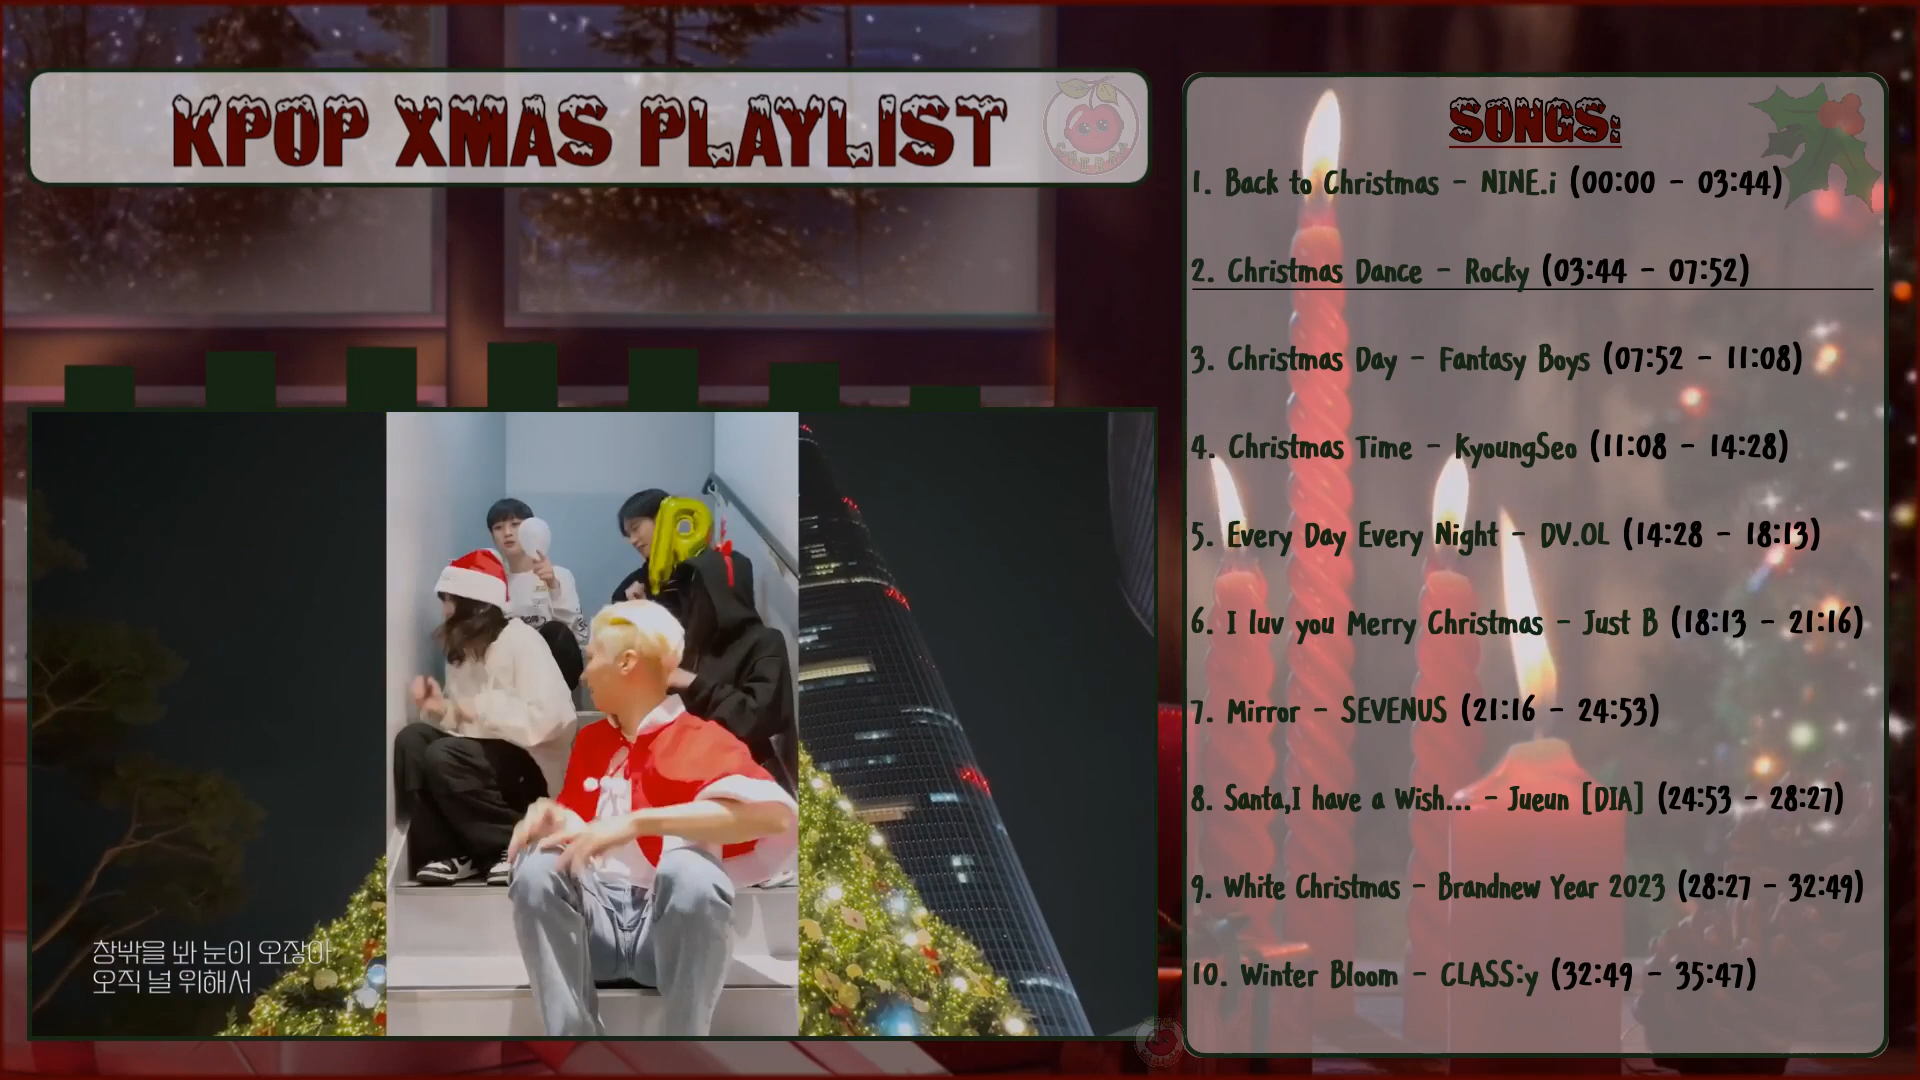 KPOP XMAS PLAYLIST
SONGS:
1. Back to Christmas - NINE.i (00:00 - 03:44)
2. Christmas Dance - Rocky (03:44 - 07:52)
3. Christmas Day - Fantasy Boys (07:52 - 11:08)
4. Christmas Time - KyoungSeo (11:08 - 14:28)
5. Every Day Every Night - DV.OL (14:28 - 18:13)
6. I luv you Merry Christmas - Just B (18:13 - 21:16)
7. Mirror - SEVENUS (21:16 - 24:53)
8. Santa,I have a Wish... - Jueun [DIA] (24:53 - 28:27)
9. White Christmas - Brandnew Year 2023 (28:27 - 32:49)
10. Winter Bloom - CLASS:y (32:49 - 35:47)
창밖을 봐 눈이 오잖아
오직 널 위해서